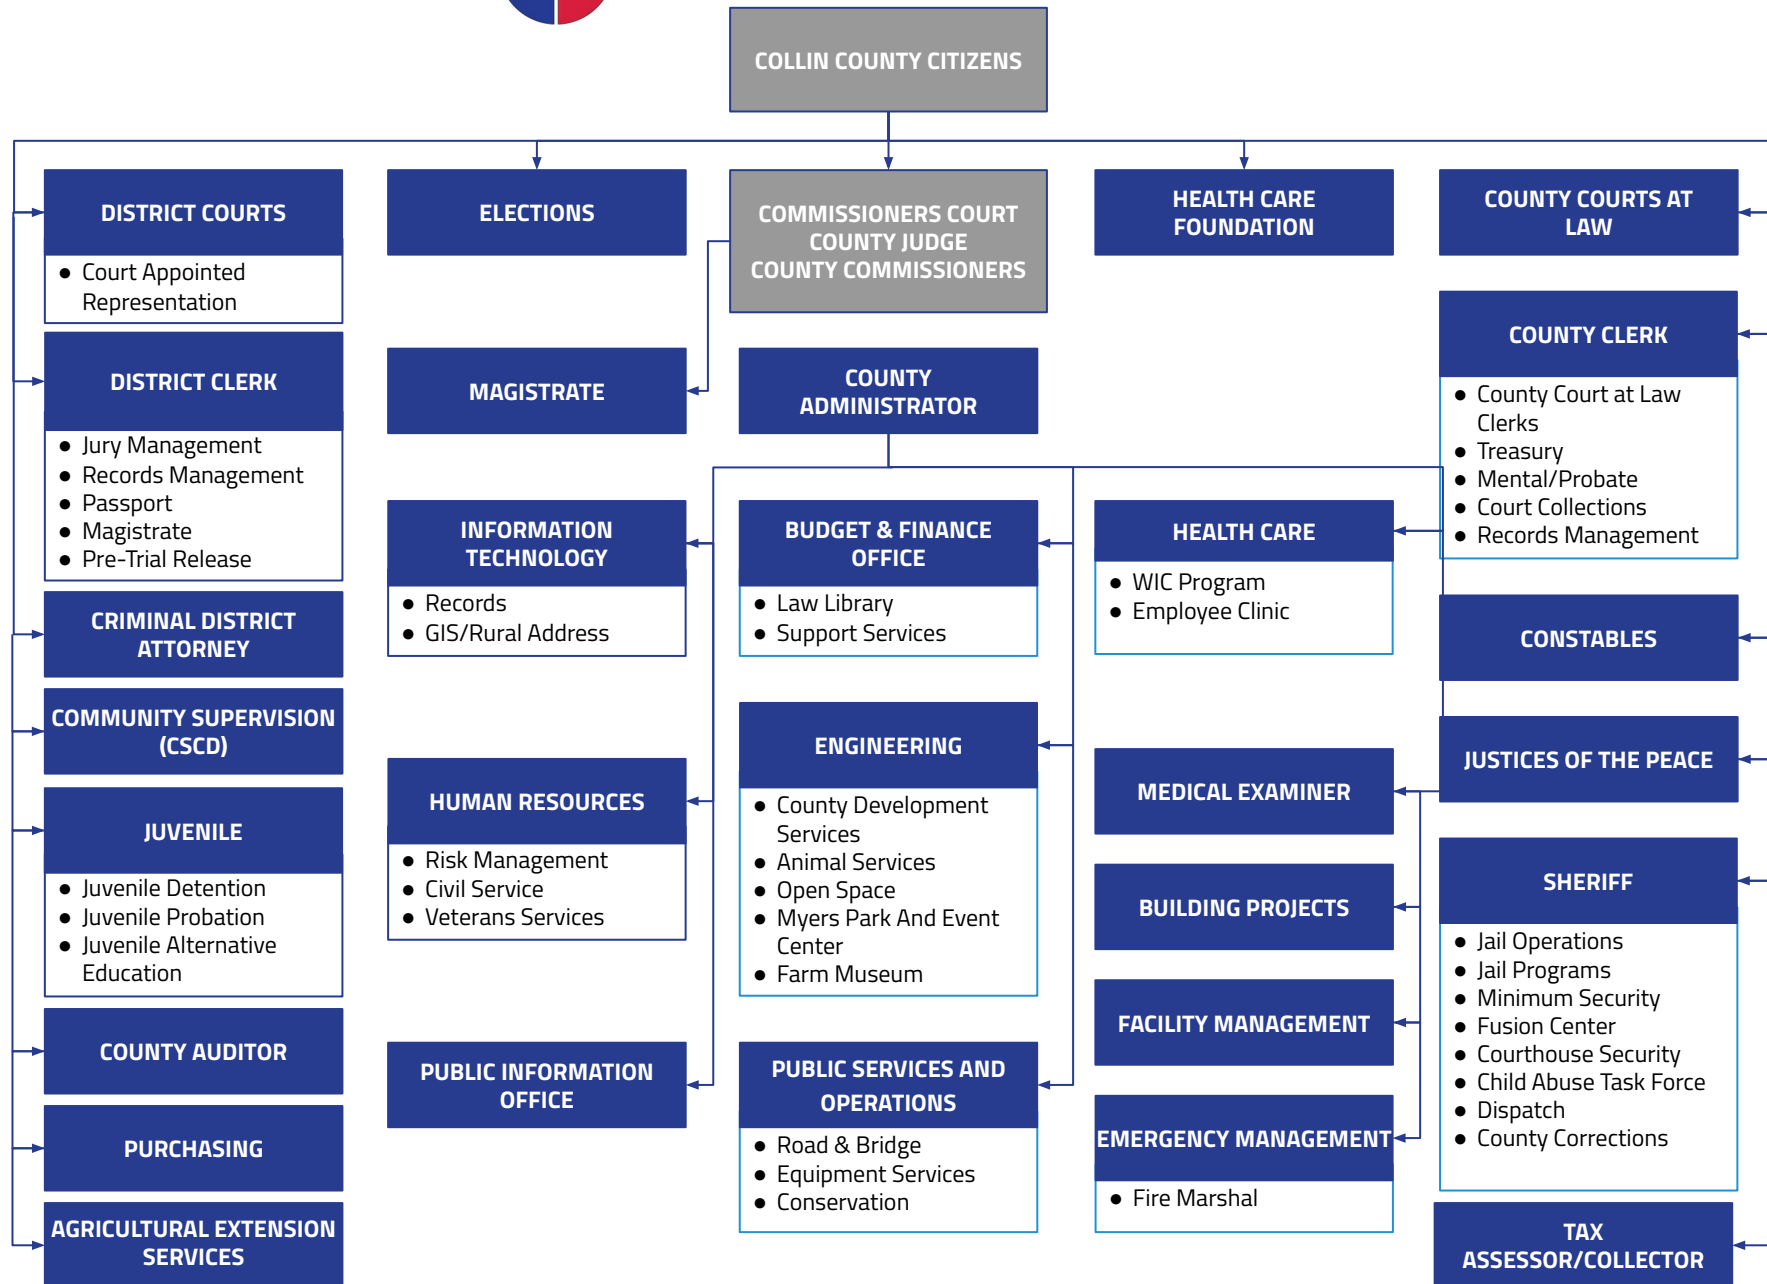 COLLIN COUNTY CITIZENS
DISTRICT COURTS
● Court Appointed
Representation
ELECTIONS
COMMISSIONERS COURT
COUNTY JUDGE
COUNTY COMMISSIONERS
HEALTH CARE
FOUNDATION
COUNTY COURTS AT
LAW
DISTRICT CLERK
● Jury Management
● Records Management
● Passport
● Magistrate
● Pre-Trial Release
MAGISTRATE
COUNTY
ADMINISTRATOR
COUNTY CLERK
● County Court at Law
Clerks
● Treasury
● Mental/Probate
● Court Collections
● Records Management
INFORMATION
TECHNOLOGY
● Records
● GIS/Rural Address
BUDGET & FINANCE
OFFICE
● Law Library
● Support Services
HEALTH CARE
● WIC Program
● Employee Clinic
CRIMINAL DISTRICT
ATTORNEY
CONSTABLES
COMMUNITY SUPERVISION
(CSCD)
HUMAN RESOURCES
● Risk Management
● Civil Service
● Veterans Services
ENGINEERING
● County Development
Services
● Animal Services
● Open Space
● Myers Park And Event
Center
● Farm Museum
MEDICAL EXAMINER
JUSTICES OF THE PEACE
JUVENILE
● Juvenile Detention
● Juvenile Probation
● Juvenile Alternative
Education
BUILDING PROJECTS
SHERIFF
● Jail Operations
● Jail Programs
● Minimum Security
● Fusion Center
● Courthouse Security
● Child Abuse Task Force
● Dispatch
● County Corrections
COUNTY AUDITOR
PUBLIC INFORMATION
OFFICE
PUBLIC SERVICES AND
OPERATIONS
● Road & Bridge
● Equipment Services
● Conservation
FACILITY MANAGEMENT
PURCHASING
EMERGENCY MANAGEMENT
● Fire Marshal
AGRICULTURAL EXTENSION
SERVICES
TAX
ASSESSOR/COLLECTOR